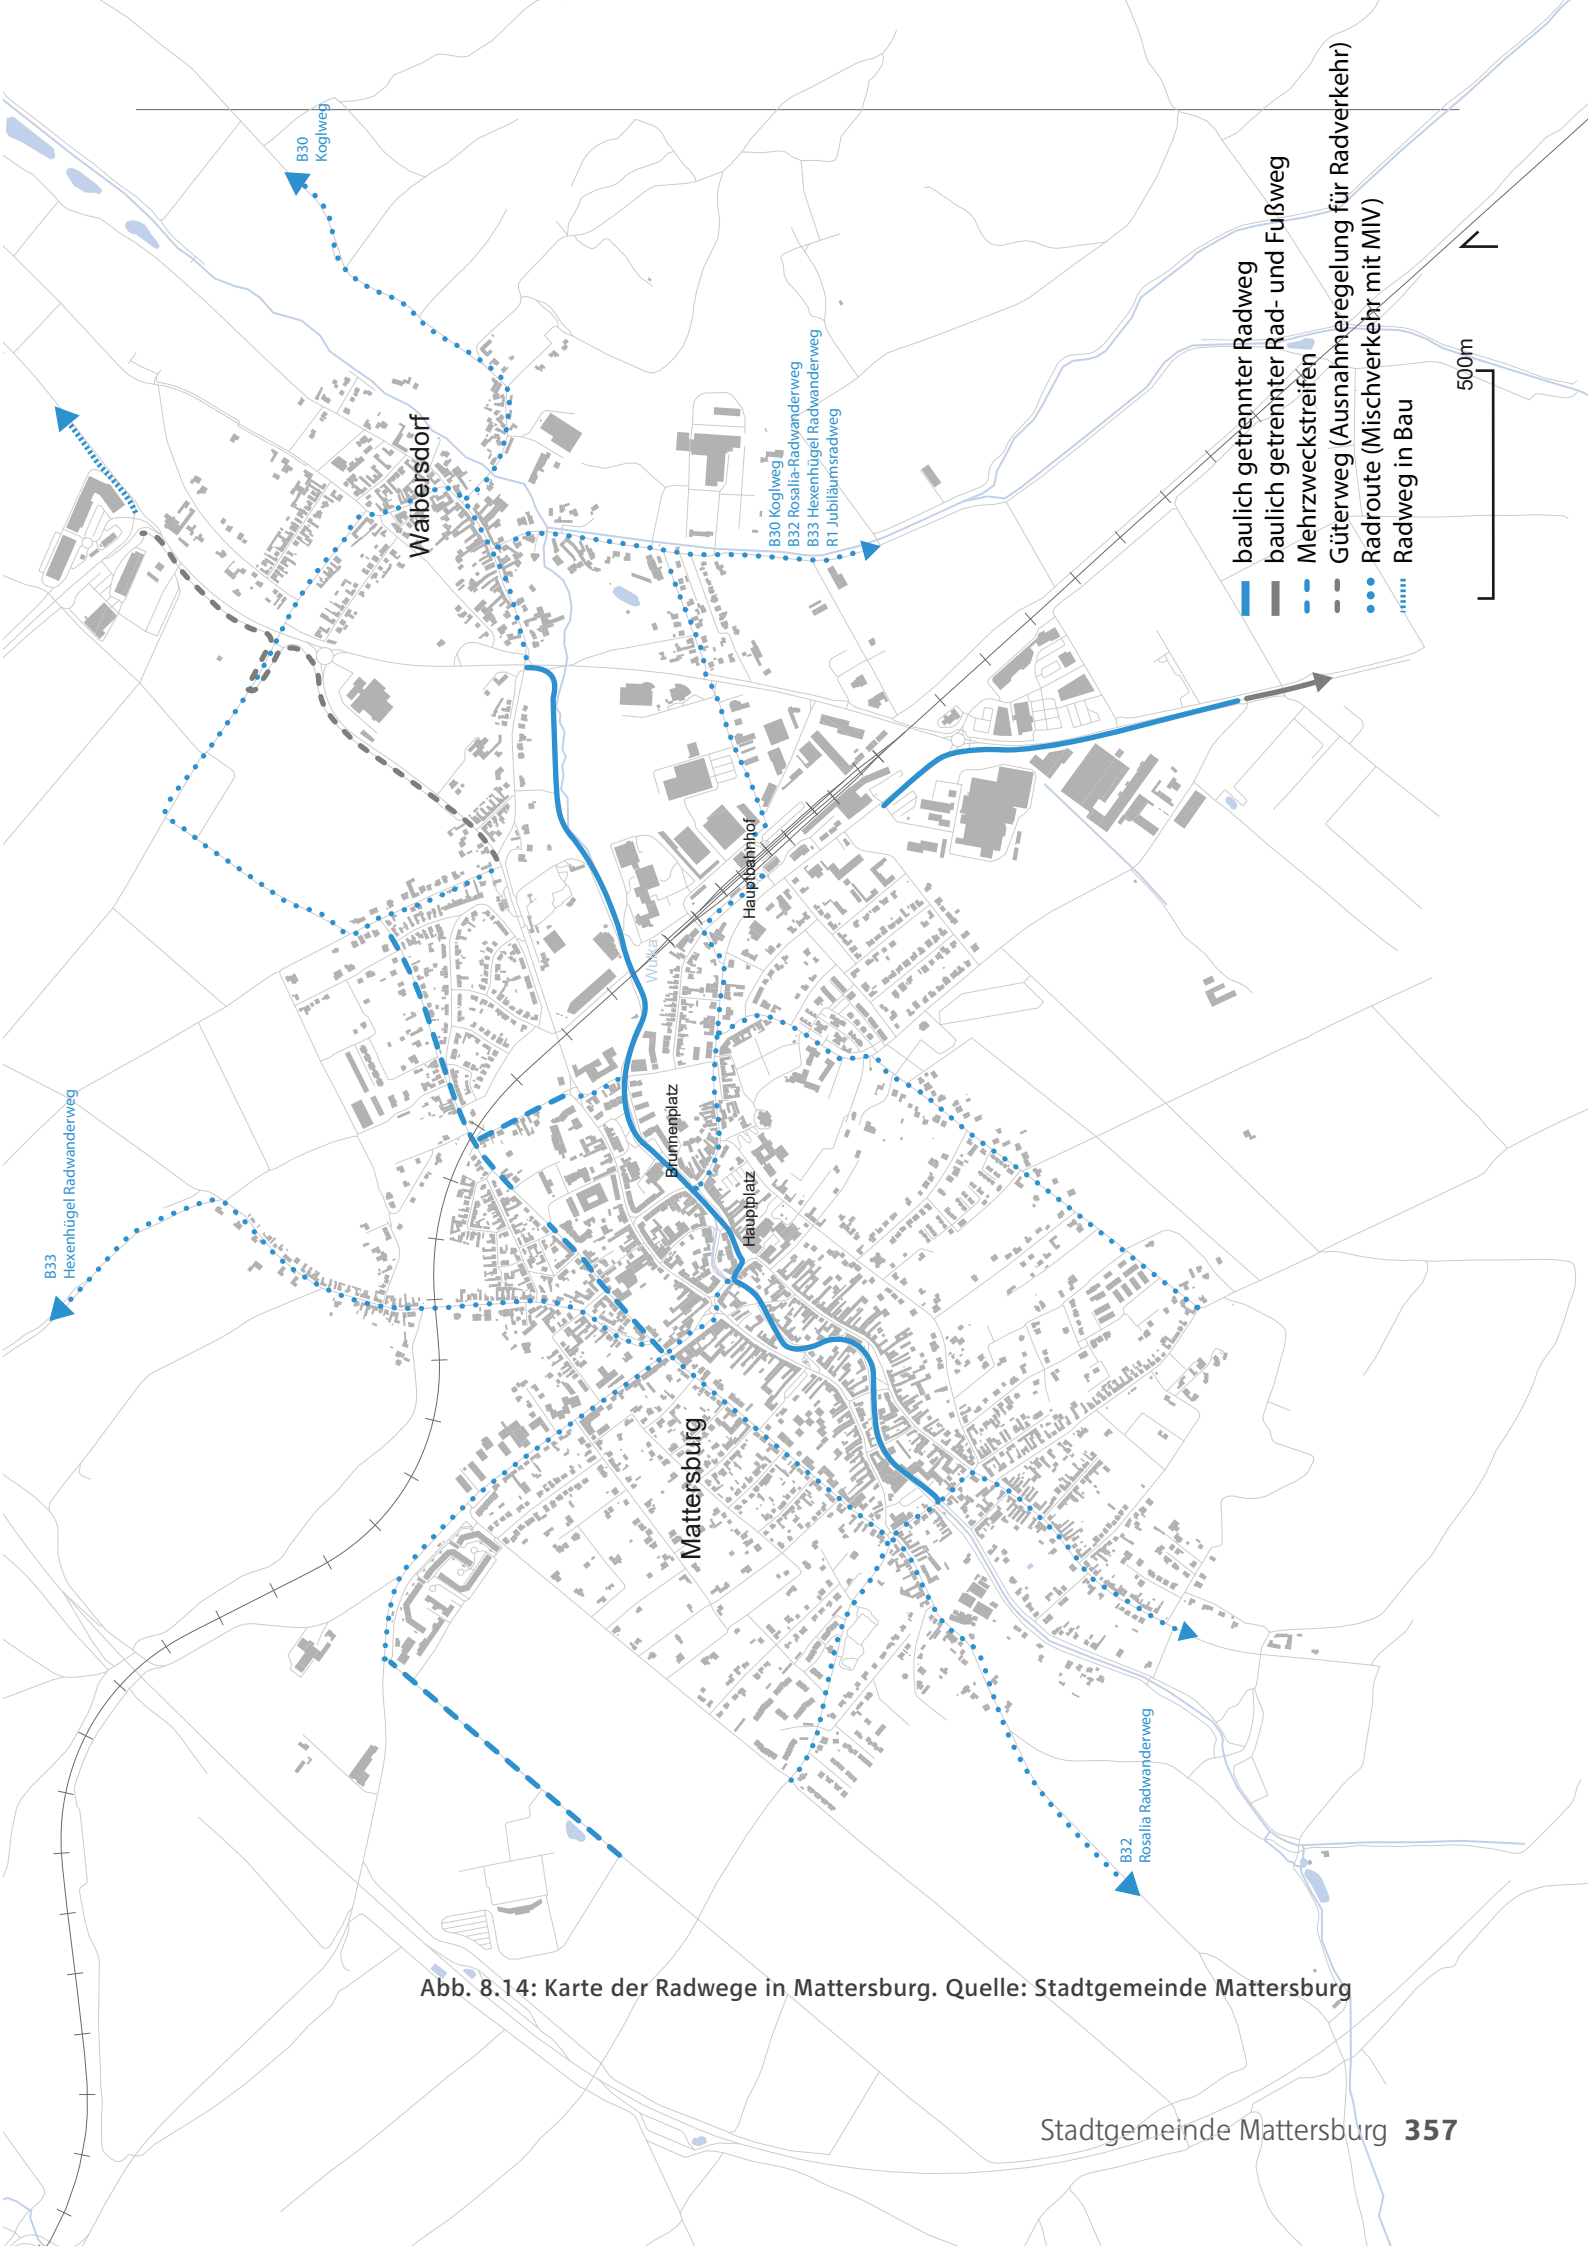 B30
Koglweg
Walbersdorf
B30 Koglweg
B32 Rosalia-Radwanderweg
B33 Hexenhügel Radwanderweg
R1 Jubiläumsradweg
baulich getrennter Radweg
baulich getrennter Rad- und Fußweg
Mehrzweckstreifen
Güterweg (Ausnahmeregelung für Radverkehr)
Radroute (Mischverkehr mit MIV)
Radweg in Bau
500m
Hauptbahnhof
Wulka
B33
Hexenhügel Radwanderweg
Brunnenplatz
Hauptplatz
Mattersburg
B32
Rosalia Radwanderweg
Abb. 8.14: Karte der Radwege in Mattersburg. Quelle: Stadtgemeinde Mattersburg
Stadtgemeinde Mattersburg 357